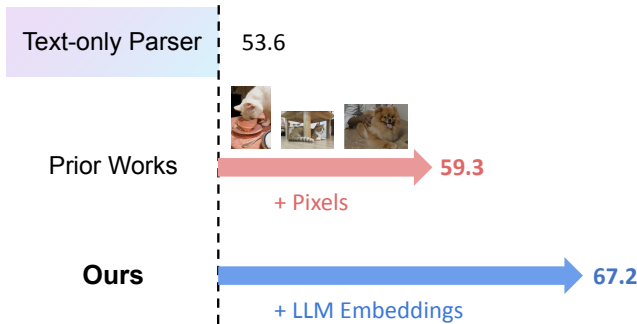 Text-only Parser 53.6
Prior Works 59.3
+ Pixels
Ours 67.2
+ LLM Embeddings